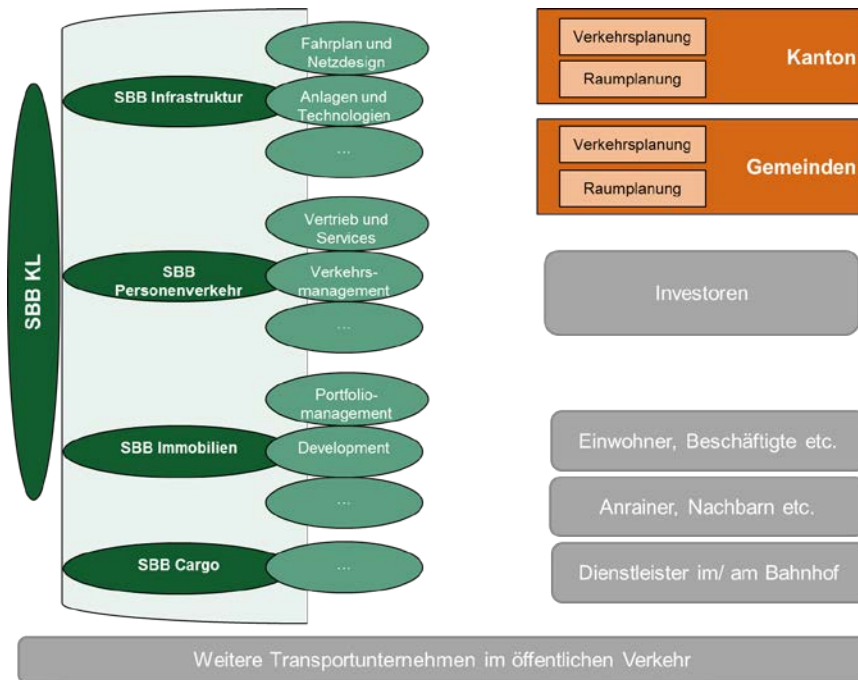 SBB KL
SBB Infrastruktur
Fahrplan und
Netzdesign
Anlagen und
Technologien
...
SBB
Personenverkehr
Vertrieb und
Services
Verkehrs-
management
...
SBB Immobilien
Portfolio-
management
Development
...
SBB Cargo
...
Verkehrsplanung
Raumplanung
Kanton
Verkehrsplanung
Raumplanung
Gemeinden
Investoren
Einwohner, Beschäftigte etc.
Anrainer, Nachbarn etc.
Dienstleister im/ am Bahnhof
Weitere Transportunternehmen im öffentlichen Verkehr